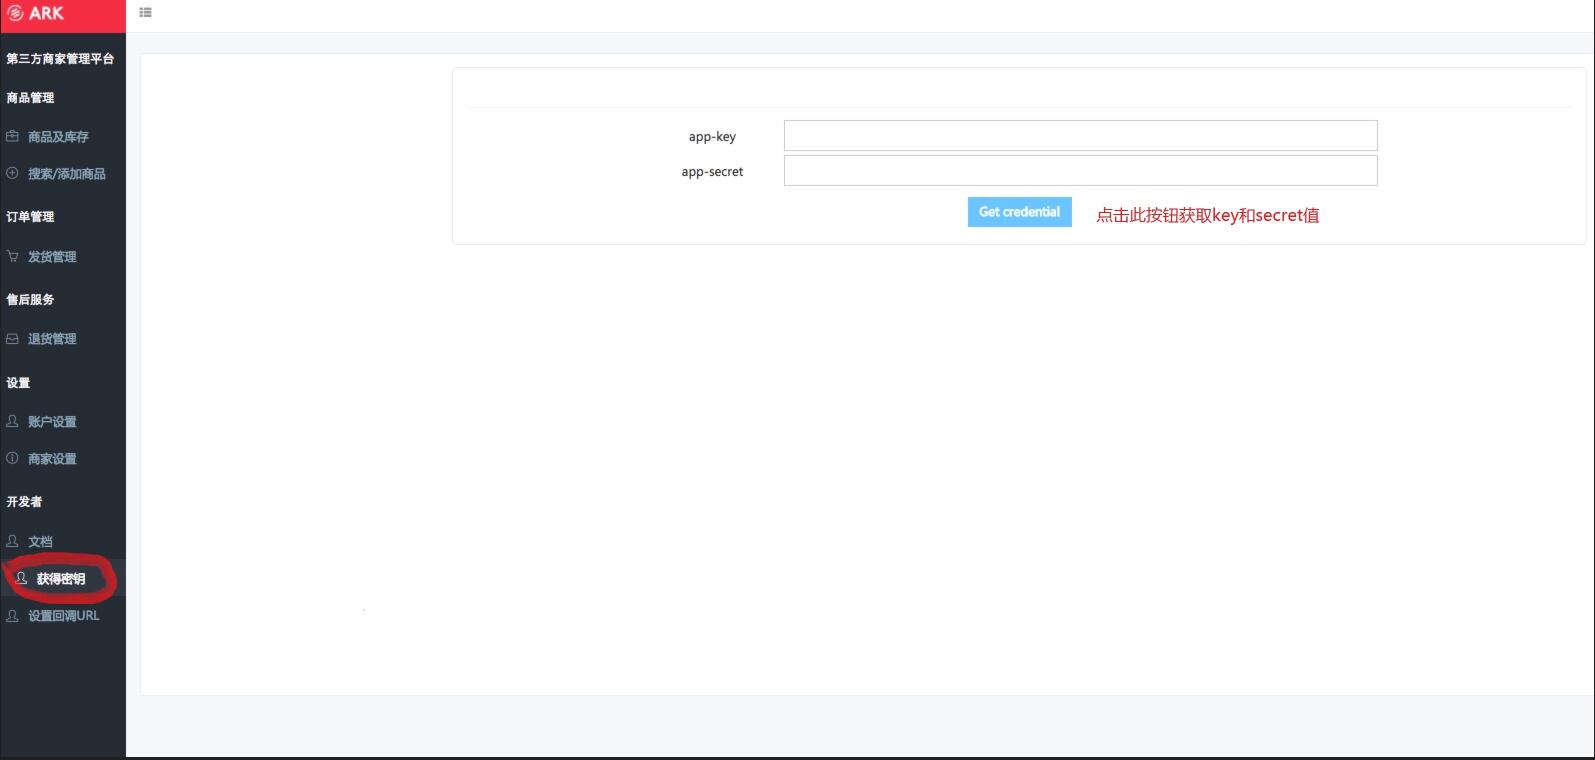 ARK
第三方商家管理平台
商品管理
商品及库存
搜索/添加商品
订单管理
发货管理
售后服务
退货管理
设置
账户设置
商家设置
开发者
文档
获得密钥
设置回调URL
app-key
app-secret
Get credential
点击此按钮获取key和secret值